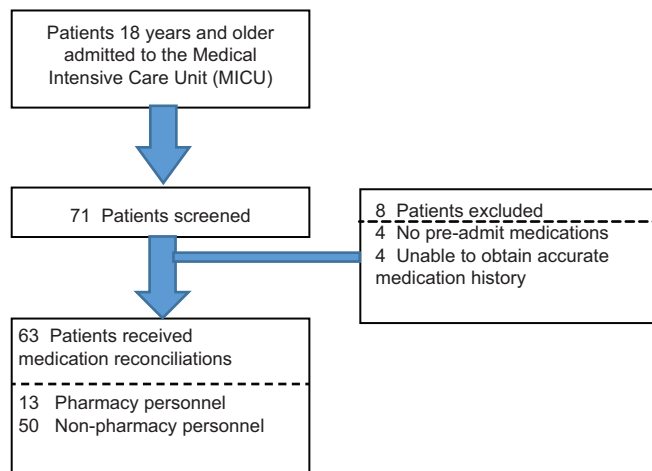 Patients 18 years and older
admitted to the Medical
Intensive Care Unit (MICU)
71 Patients screened
8 Patients excluded
4 No pre-admit medications
4 Unable to obtain accurate
medication history
63 Patients received
medication reconciliations
13 Pharmacy personnel
50 Non-pharmacy personnel